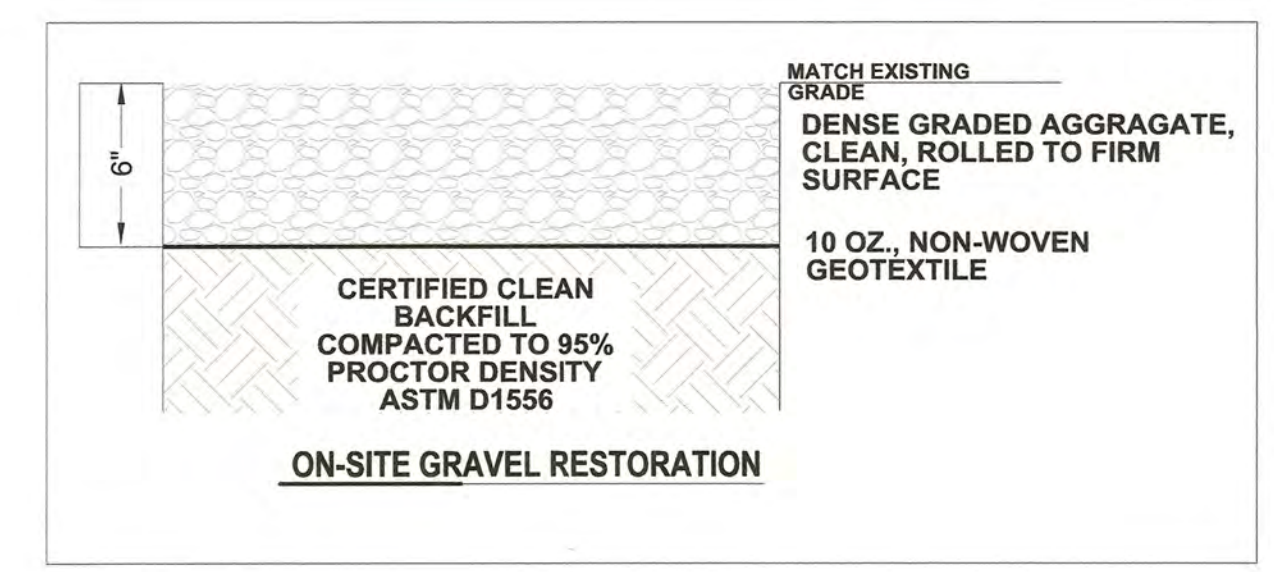 MATCH EXISTING
GRADE
DENSE GRADED AGGRAGATE,
CLEAN, ROLLED TO FIRM
SURFACE
6"
10 OZ., NON-WOVEN
GEOTEXTILE
CERTIFIED CLEAN
BACKFILL
COMPACTED TO 95%
PROCTOR DENSITY
ASTM D1556
ON-SITE GRAVEL RESTORATION